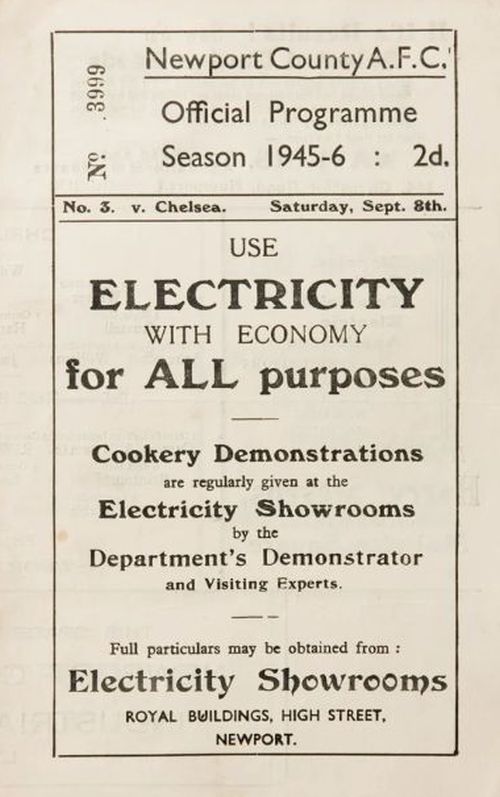 Nº 3999
Newport County A.F.C.
Official Programme
Season 1945-6 : 2d.
No. 3. v. Chelsea. Saturday, Sept. 8th.
USE
ELECTRICITY
WITH ECONOMY
for ALL purposes
Cookery Demonstrations
are regularly given at the
Electricity Showrooms
by the
Department's Demonstrator
and Visiting Experts.
Full particulars may be obtained from :
Electricity Showrooms
ROYAL BUILDINGS, HIGH STREET,
NEWPORT.